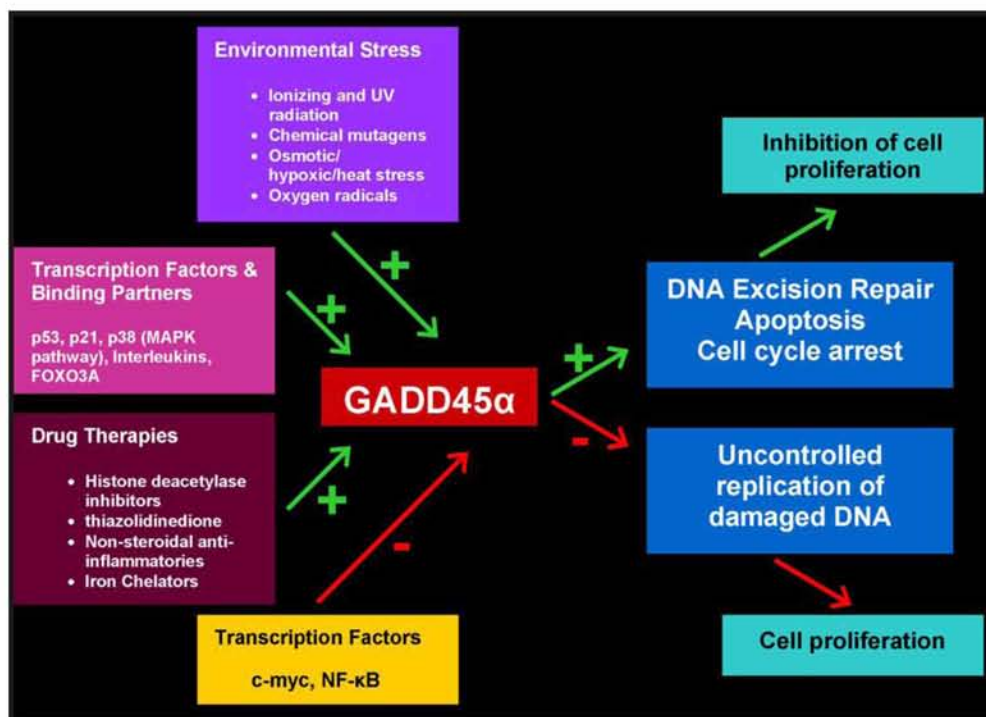 Environmental Stress
• Ionizing and UV
radiation
• Chemical mutagens
• Osmotic/
hypoxic/heat stress
• Oxygen radicals
Transcription Factors &
Binding Partners
p53, p21, p38 (MAPK
pathway), Interleukins,
FOXO3A
Drug Therapies
• Histone deacetylase
inhibitors
• thiazolidinedione
• Non-steroidal anti-
inflammatories
• Iron Chelators
Transcription Factors
c-myc, NF-κB
+
+
+
-
GADD45α
+
-
DNA Excision Repair
Apoptosis
Cell cycle arrest
Inhibition of cell
proliferation
Uncontrolled
replication of
damaged DNA
Cell proliferation